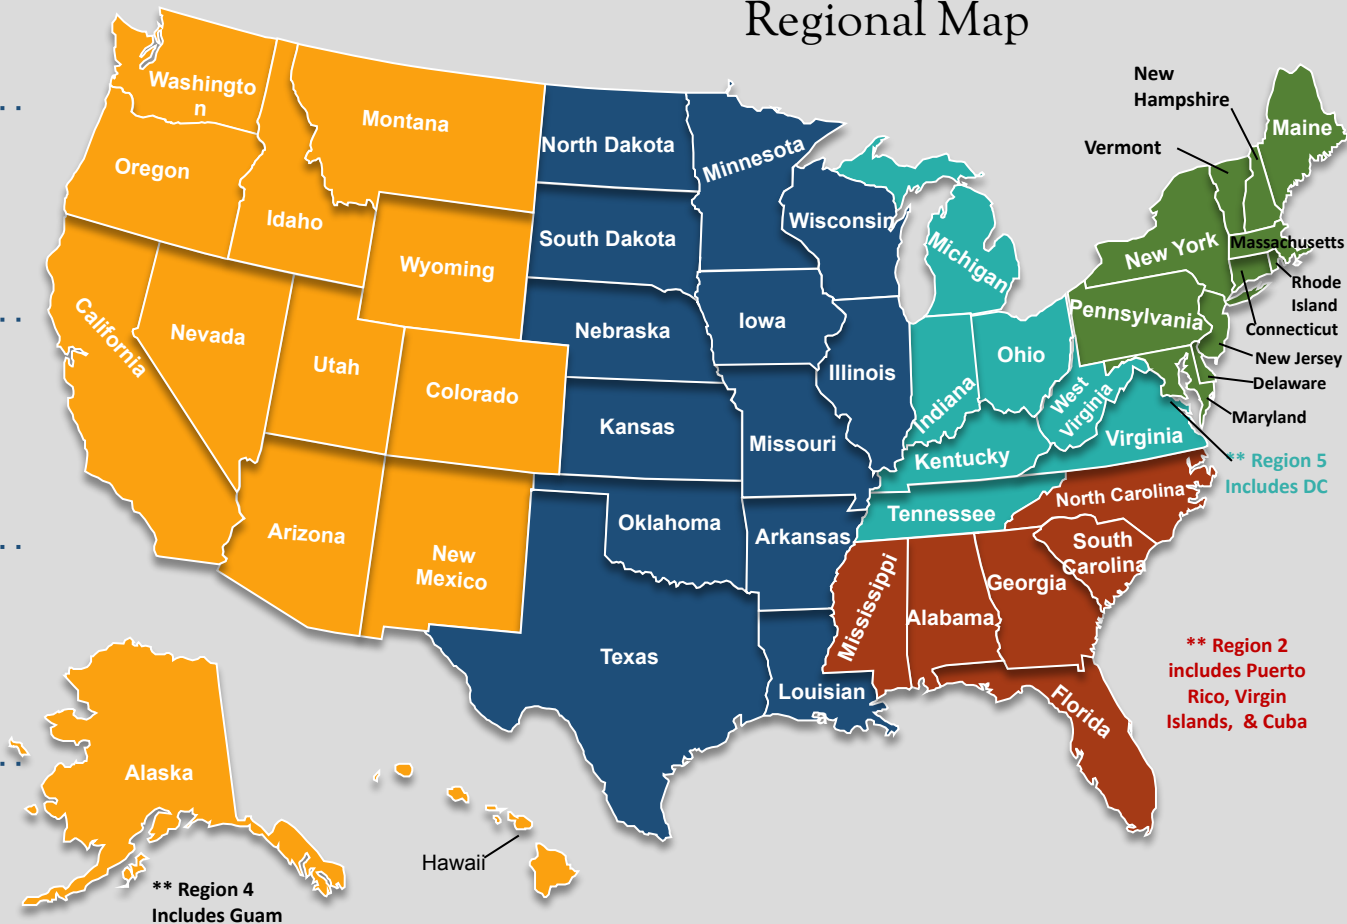 Regional Map
New
Hampshire
Maine
Vermont
Washingto
n
Montana
North Dakota
Minnesota
Oregon
Idaho
Wisconsin
South Dakota
Michigan
New York
Massachusetts
Wyoming
Rhode
Island
California
Nevada
Nebraska
Iowa
Pennsylvania
Connecticut
Utah
Illinois
Ohio
New Jersey
Colorado
Indiana
West
Virginia
Delaware
Kansas
Missouri
Kentucky
Virginia
Maryland
** Region 5
Includes DC
Arizona
New
Mexico
Oklahoma
Arkansas
Tennessee
North Carolina
South
Carolina
Georgia
Mississippi
Alabama
Texas
Louisian
a
Florida
** Region 2
includes Puerto
Rico, Virgin
Islands, & Cuba
Alaska
Hawaii
** Region 4
Includes Guam